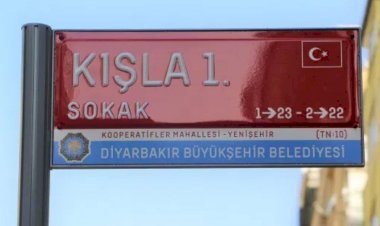 KIŞLA 1.
SOKAK 1→23 - 2→22
KOOPERATİFLER MAHALLESİ - YENİŞEHİR (TN:10)
DİYARBAKIR BÜYÜKŞEHİR BELEDİYESİ